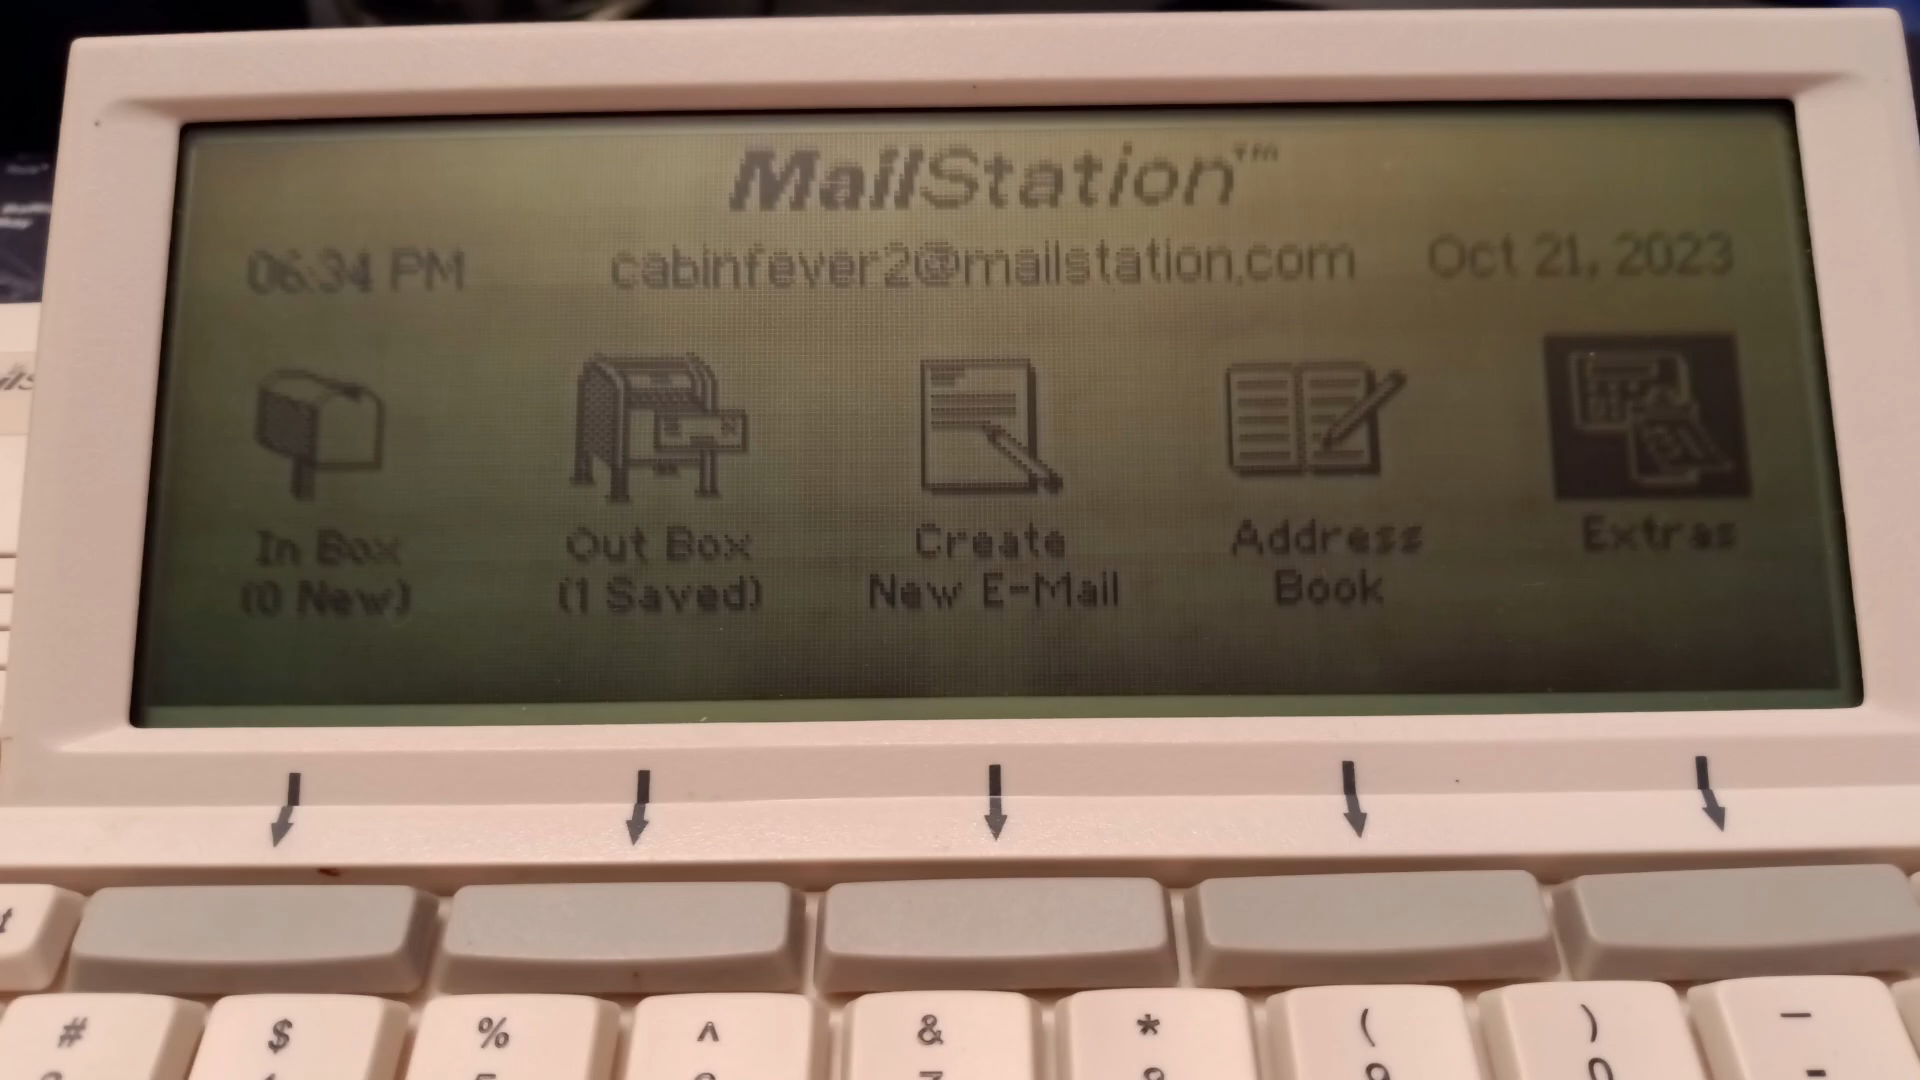 MailStation™
06:34 PM cabinfever2@mailstation.com Oct 21, 2023
In Box
(0 New)
Out Box
(1 Saved)
Create
New E-Mail
Address
Book
Extras
# $ % ^ & * ( ) —